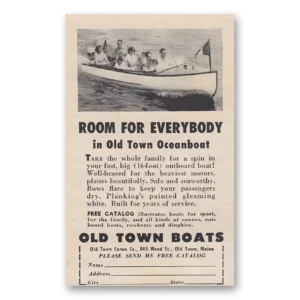 ROOM FOR EVERYBODY
in Old Town Oceanboat
TAKE the whole family for a spin in
your fast, big (16-foot) outboard boat!
Well-braced for the heaviest motors,
planes beautifully. Safe and seaworthy.
Bows flare to keep your passengers
dry. Planking's painted gleaming
white. Built for years of service.
FREE CATALOG illustrates boats for sport,
for the family, and all kinds of canoes, out-
board boats, rowboats and dinghies.
OLD TOWN BOATS
Old Town Canoe Co., 845 Wood St., Old Town, Maine
PLEASE SEND ME FREE CATALOG
Name
Address
City State